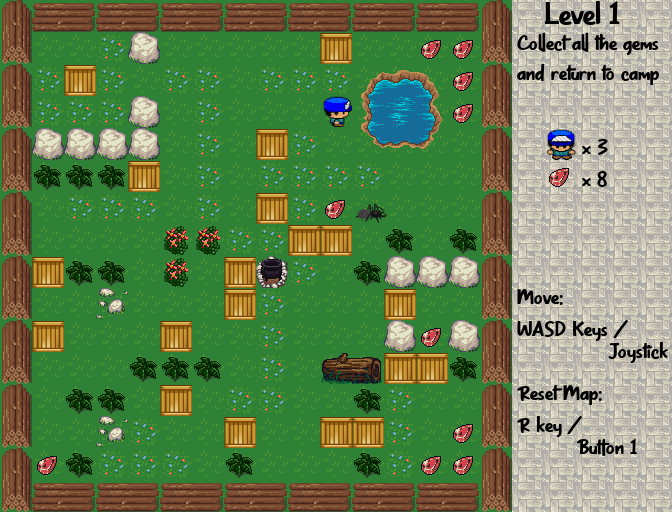 Level 1
Collect all the gems
and return to camp
x 3
x 8
Move:
WASD Keys /
Joystick
Reset Map:
R key /
Button 1